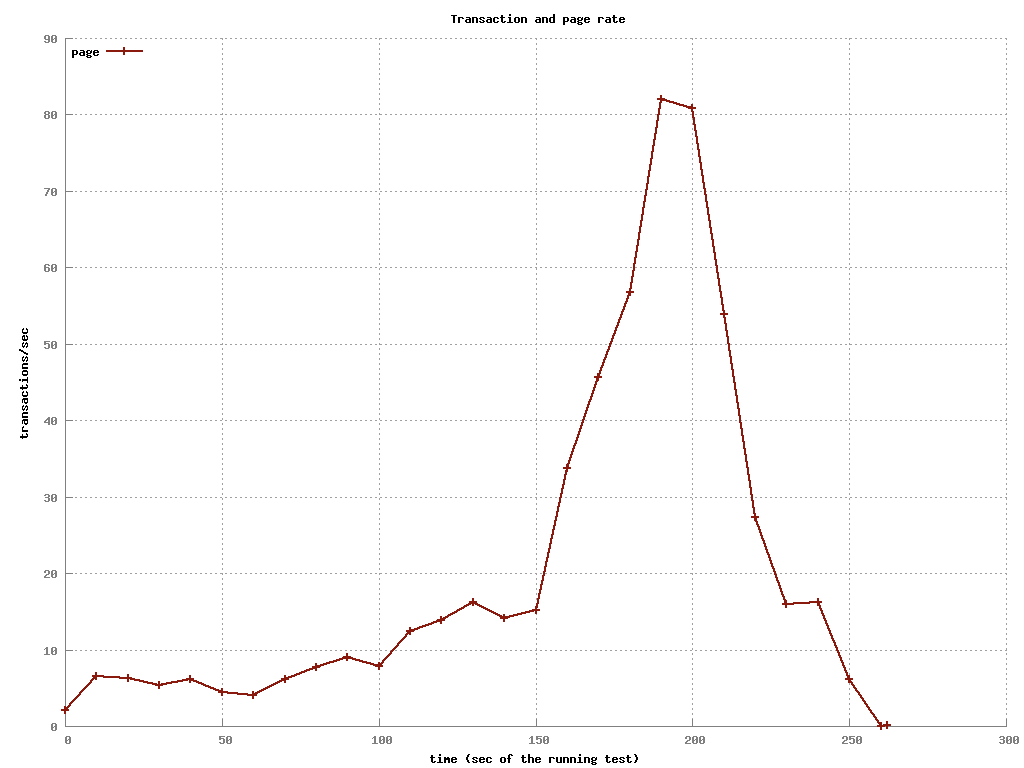 Transaction and page rate
page
90
80
70
60
50
40
30
20
10
0
transactions/sec
0 50 100 150 200 250 300
time (sec of the running test)